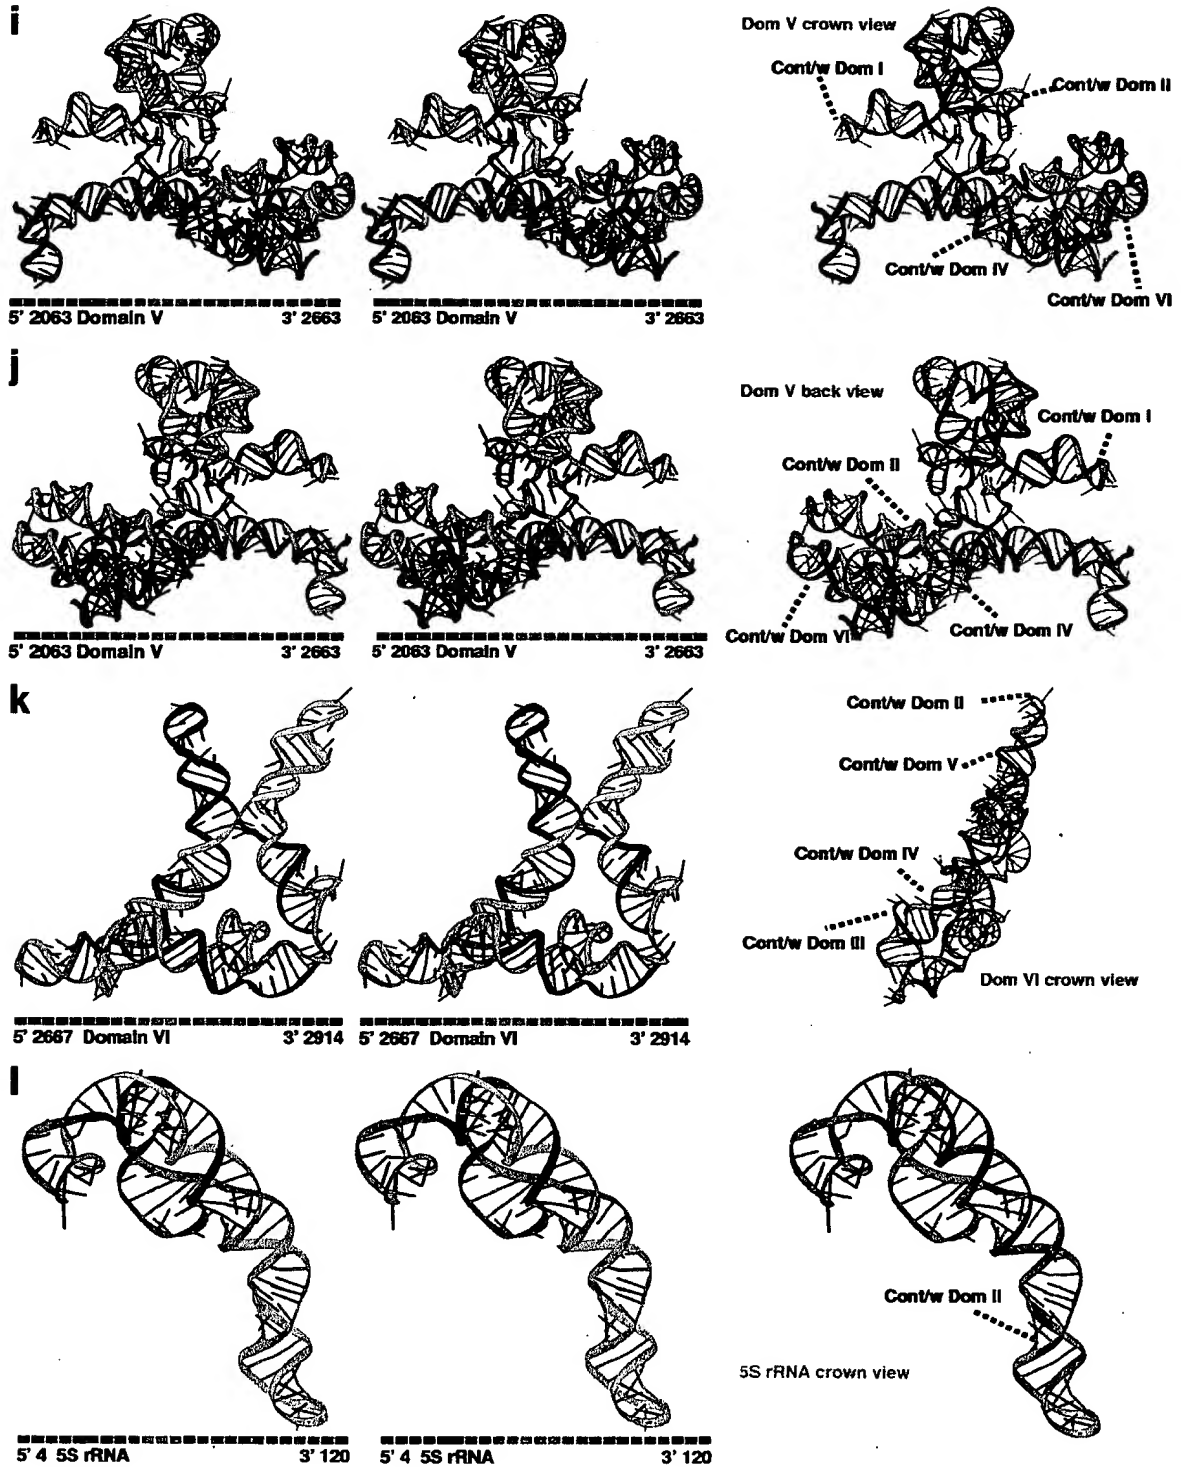 i
Dom V crown view
Cont/w Dom I
Cont/w Dom II
Cont/w Dom IV
Cont/w Dom VI
5' 2063 Domain V 3' 2663
5' 2063 Domain V 3' 2663
j
Dom V back view
Cont/w Dom I
Cont/w Dom II
Cont/w Dom VI
Cont/w Dom IV
5' 2063 Domain V 3' 2663
5' 2063 Domain V 3' 2663
k
Cont/w Dom II
Cont/w Dom V
Cont/w Dom IV
Cont/w Dom III
Dom VI crown view
5' 2667 Domain VI 3' 2914
5' 2667 Domain VI 3' 2914
l
Cont/w Dom II
5S rRNA crown view
5' 4 5S rRNA 3' 120
5' 4 5S rRNA 3' 120